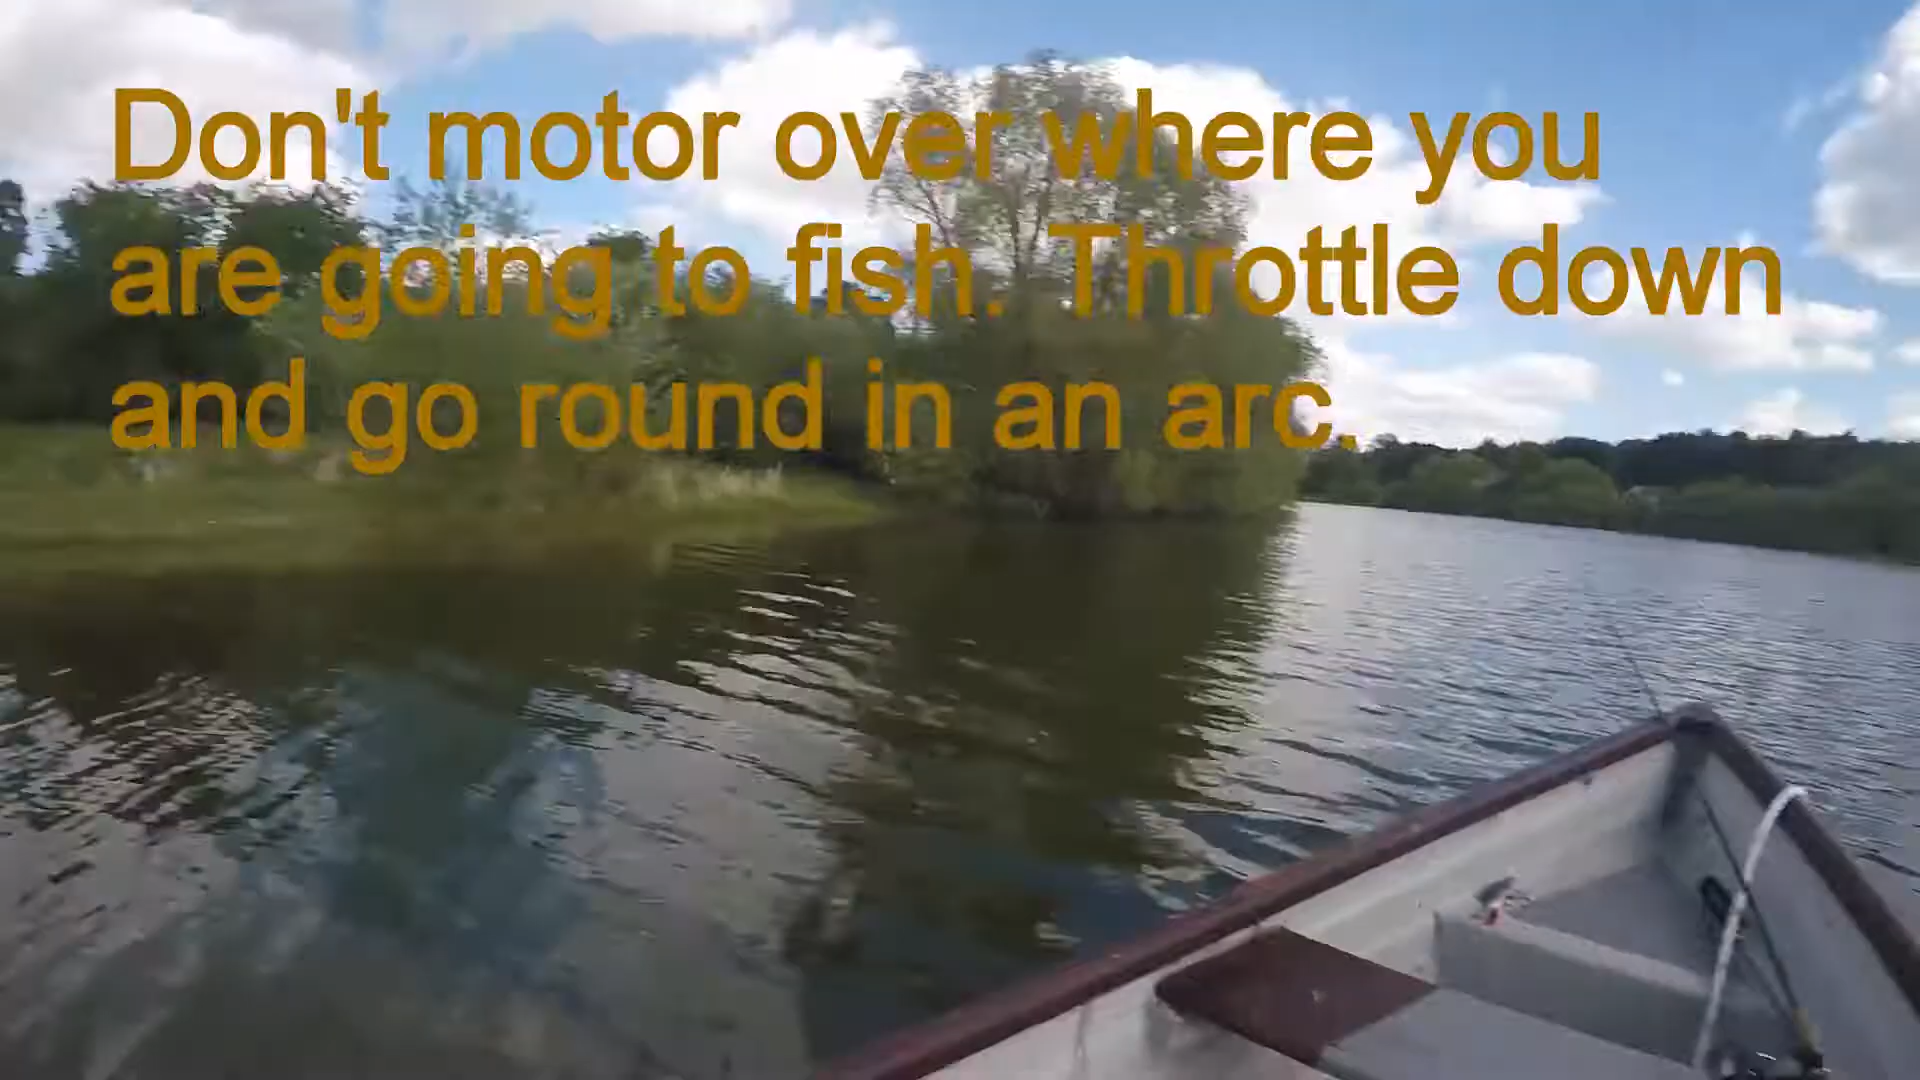 Don't motor over where you
are going to fish. Throttle down
and go round in an arc.